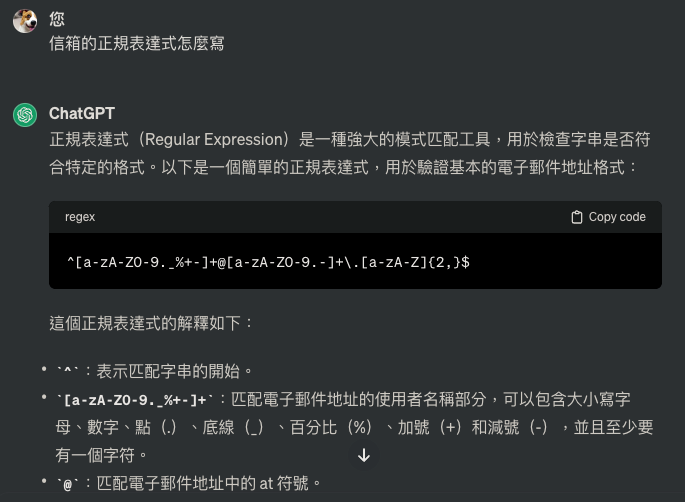 您
信箱的正規表達式怎麼寫
ChatGPT
正規表達式（Regular Expression）是一種強大的模式匹配工具，用於檢查字串是否符
合特定的格式。以下是一個簡單的正規表達式，用於驗證基本的電子郵件地址格式：
regex
Copy code
^[a-zA-Z0-9._%+-]+@[a-zA-Z0-9.-]+\.[a-zA-Z]{2,}$
這個正規表達式的解釋如下：
• `^`：表示匹配字串的開始。
• `[a-zA-Z0-9._%+-]+`：匹配電子郵件地址的使用者名稱部分，可以包含大小寫字
母、數字、點（.）、底線（_）、百分比（%）、加號（+）和減號（-），並且至少要
有一個字符。
• `@`：匹配電子郵件地址中的 at 符號。